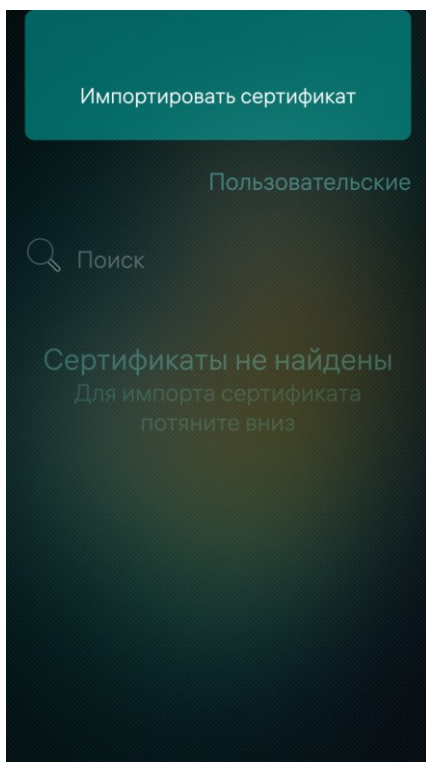 Импортировать сертификат
Пользовательские
Поиск
Сертификаты не найдены
Для импорта сертификата
потяните вниз